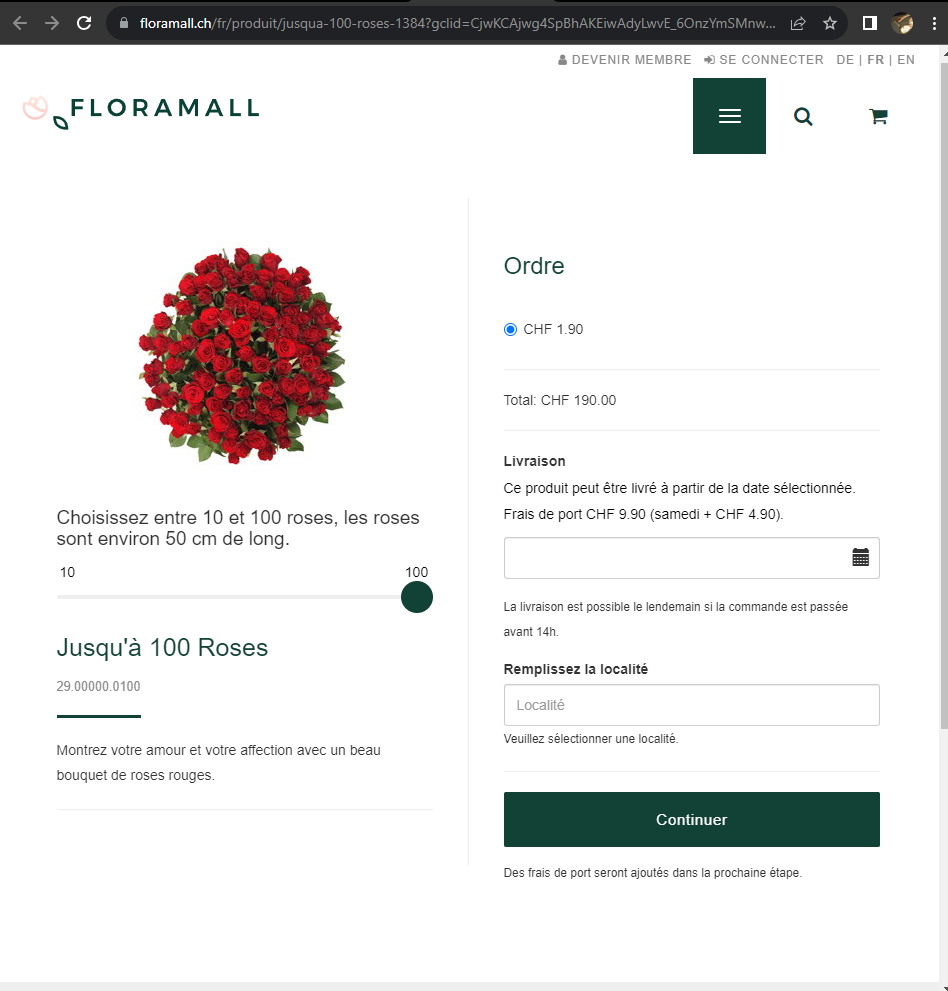 floramall.ch/fr/produit/jusqua-100-roses-1384?gclid=CjwKCAjwg4SpBhAKEiwAdyLwvE_6OnzYmSMnw...
DEVENIR MEMBRE SE CONNECTER DE | FR | EN
FLORAMALL
Ordre
CHF 1.90
Total: CHF 190.00
Livraison
Ce produit peut être livré à partir de la date sélectionnée.
Frais de port CHF 9.90 (samedi + CHF 4.90).
La livraison est possible le lendemain si la commande est passée
avant 14h.
Remplissez la localité
Localité
Veuillez sélectionner une localité.
Continuer
Des frais de port seront ajoutés dans la prochaine étape.
Choisissez entre 10 et 100 roses, les roses
sont environ 50 cm de long.
10 100
Jusqu'à 100 Roses
29.00000.0100
Montrez votre amour et votre affection avec un beau
bouquet de roses rouges.